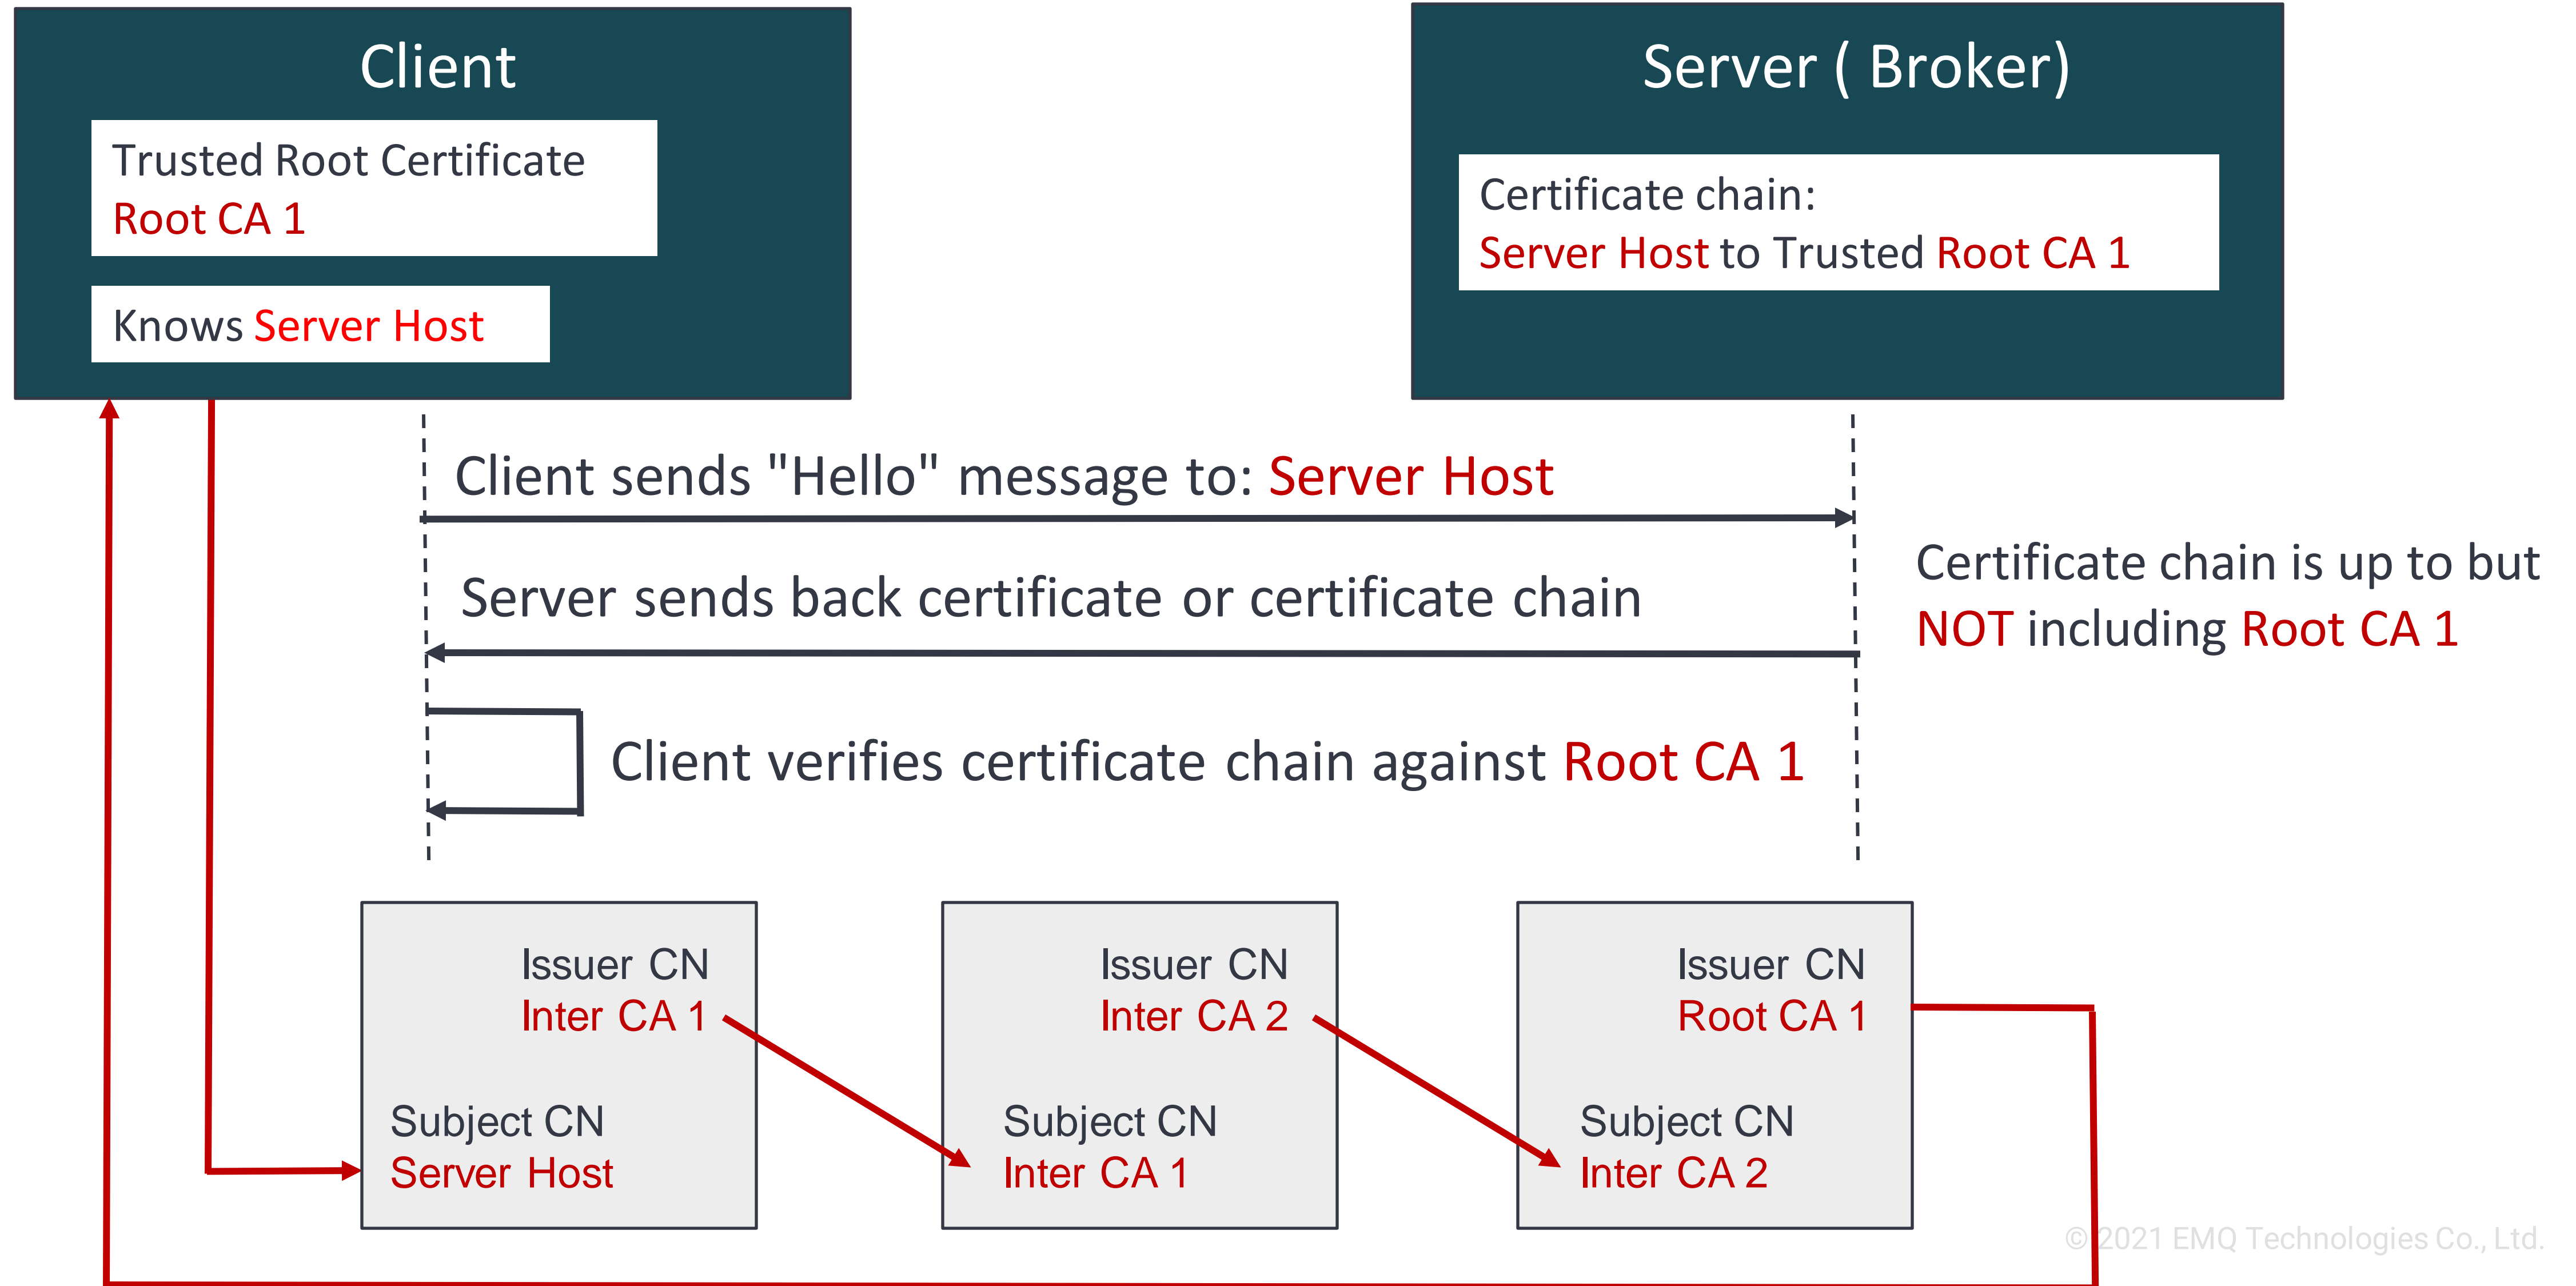 Client
Trusted Root Certificate
Root CA 1
Knows Server Host
Server ( Broker)
Certificate chain:
Server Host to Trusted Root CA 1
Client sends "Hello" message to: Server Host
Server sends back certificate or certificate chain
Certificate chain is up to but
NOT including Root CA 1
Client verifies certificate chain against Root CA 1
Issuer CN
Inter CA 1
Subject CN
Server Host
Issuer CN
Inter CA 2
Subject CN
Inter CA 1
Issuer CN
Root CA 1
Subject CN
Inter CA 2
© 2021 EMQ Technologies Co., Ltd.